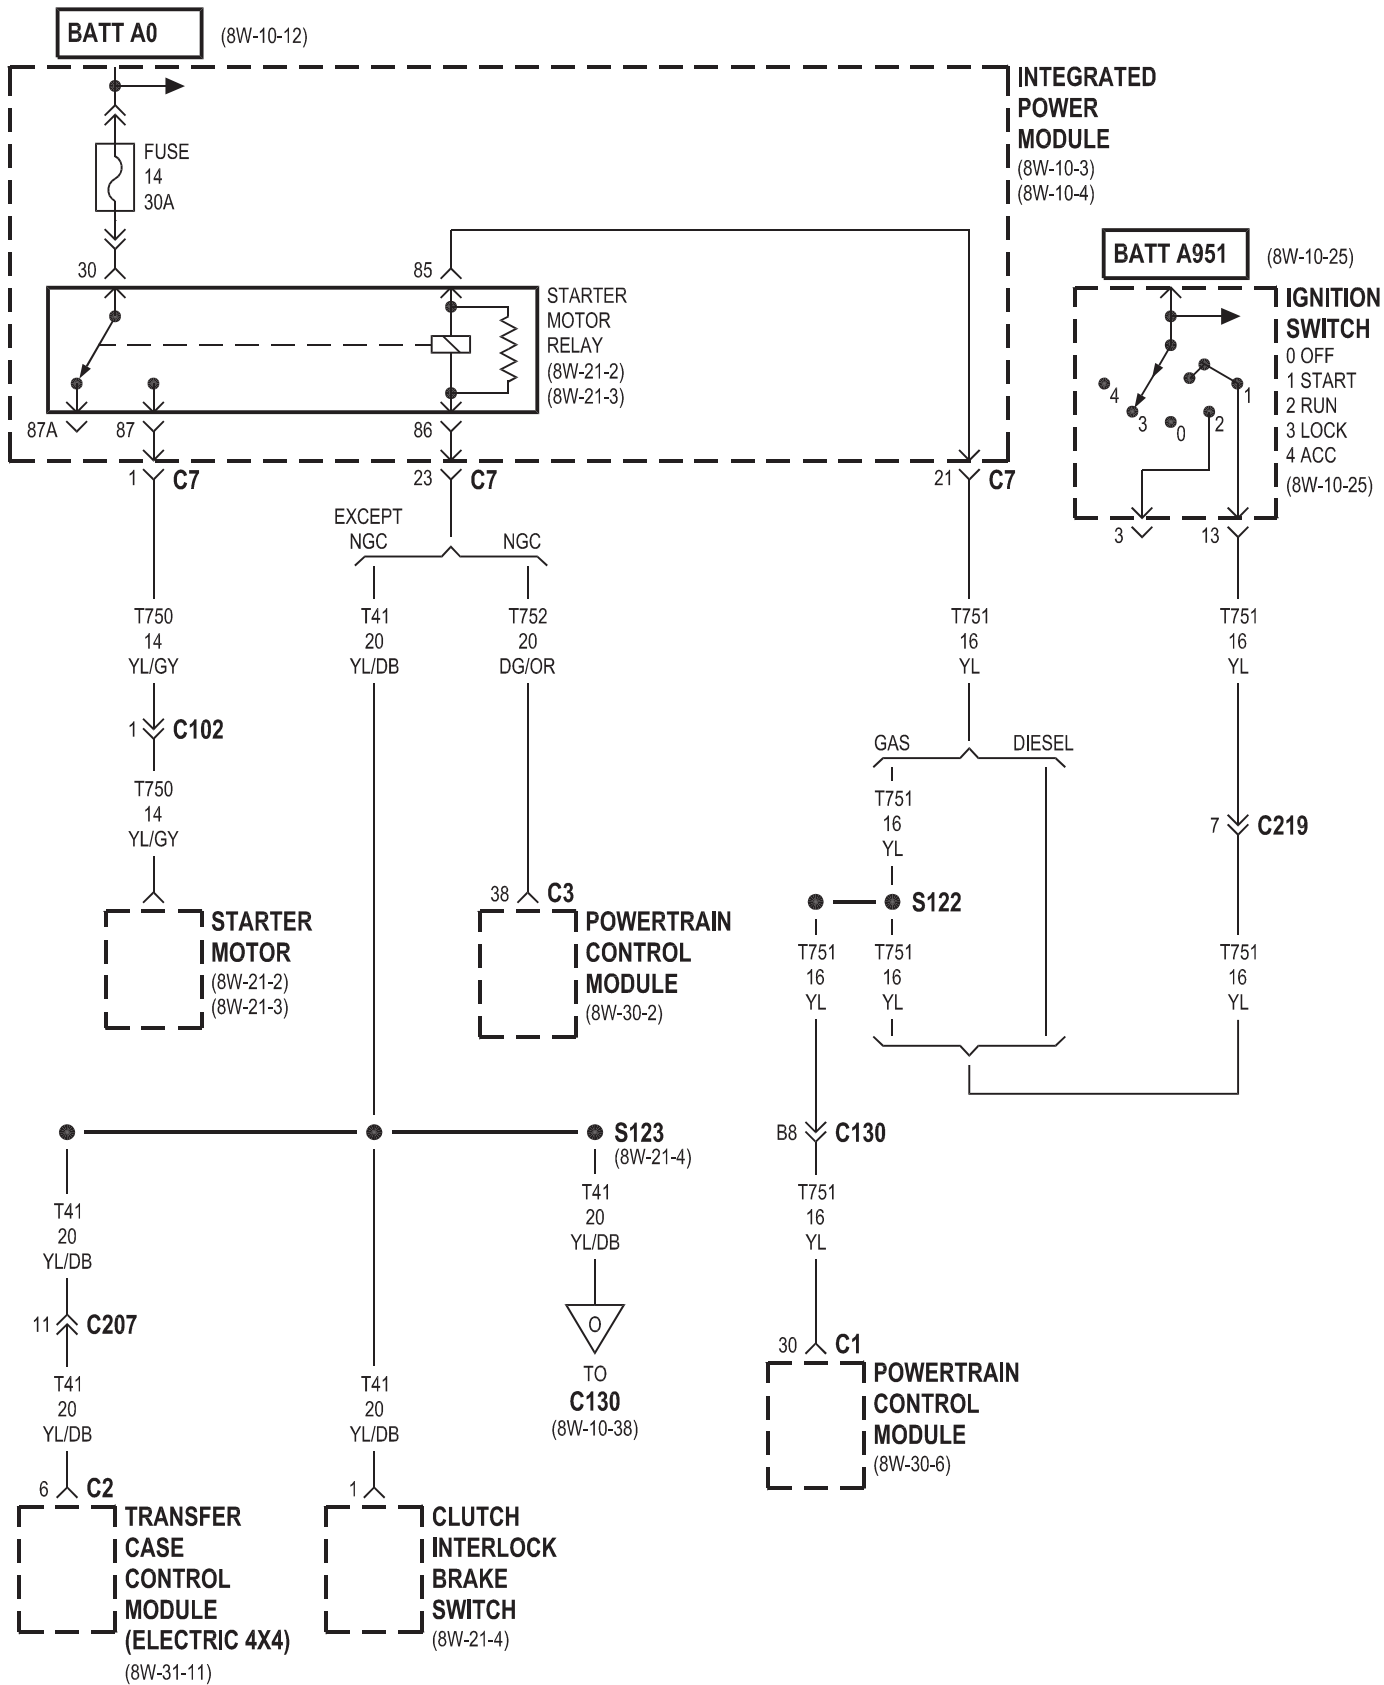 BATT A0
(8W-10-12)
INTEGRATED
POWER
MODULE
(8W-10-3)
(8W-10-4)
FUSE
14
30A
30
85
STARTER
MOTOR
RELAY
(8W-21-2)
(8W-21-3)
87A
87
86
BATT A951
(8W-10-25)
IGNITION
SWITCH
0 OFF
1 START
2 RUN
3 LOCK
4 ACC
(8W-10-25)
4
3
0
2
1
1
C7
23
C7
21
C7
3
13
EXCEPT
NGC
NGC
T750
14
YL/GY
T41
20
YL/DB
T752
20
DG/OR
T751
16
YL
T751
16
YL
1
C102
GAS
DIESEL
T750
14
YL/GY
T751
16
YL
7
C219
38
C3
S122
STARTER
MOTOR
(8W-21-2)
(8W-21-3)
POWERTRAIN
CONTROL
MODULE
(8W-30-2)
T751
16
YL
T751
16
YL
T751
16
YL
S123
(8W-21-4)
B8
C130
T41
20
YL/DB
T41
20
YL/DB
T751
16
YL
11
C207
O
TO
C130
(8W-10-38)
30
C1
POWERTRAIN
CONTROL
MODULE
(8W-30-6)
T41
20
YL/DB
T41
20
YL/DB
6
C2
1
TRANSFER
CASE
CONTROL
MODULE
(ELECTRIC 4X4)
(8W-31-11)
CLUTCH
INTERLOCK
BRAKE
SWITCH
(8W-21-4)